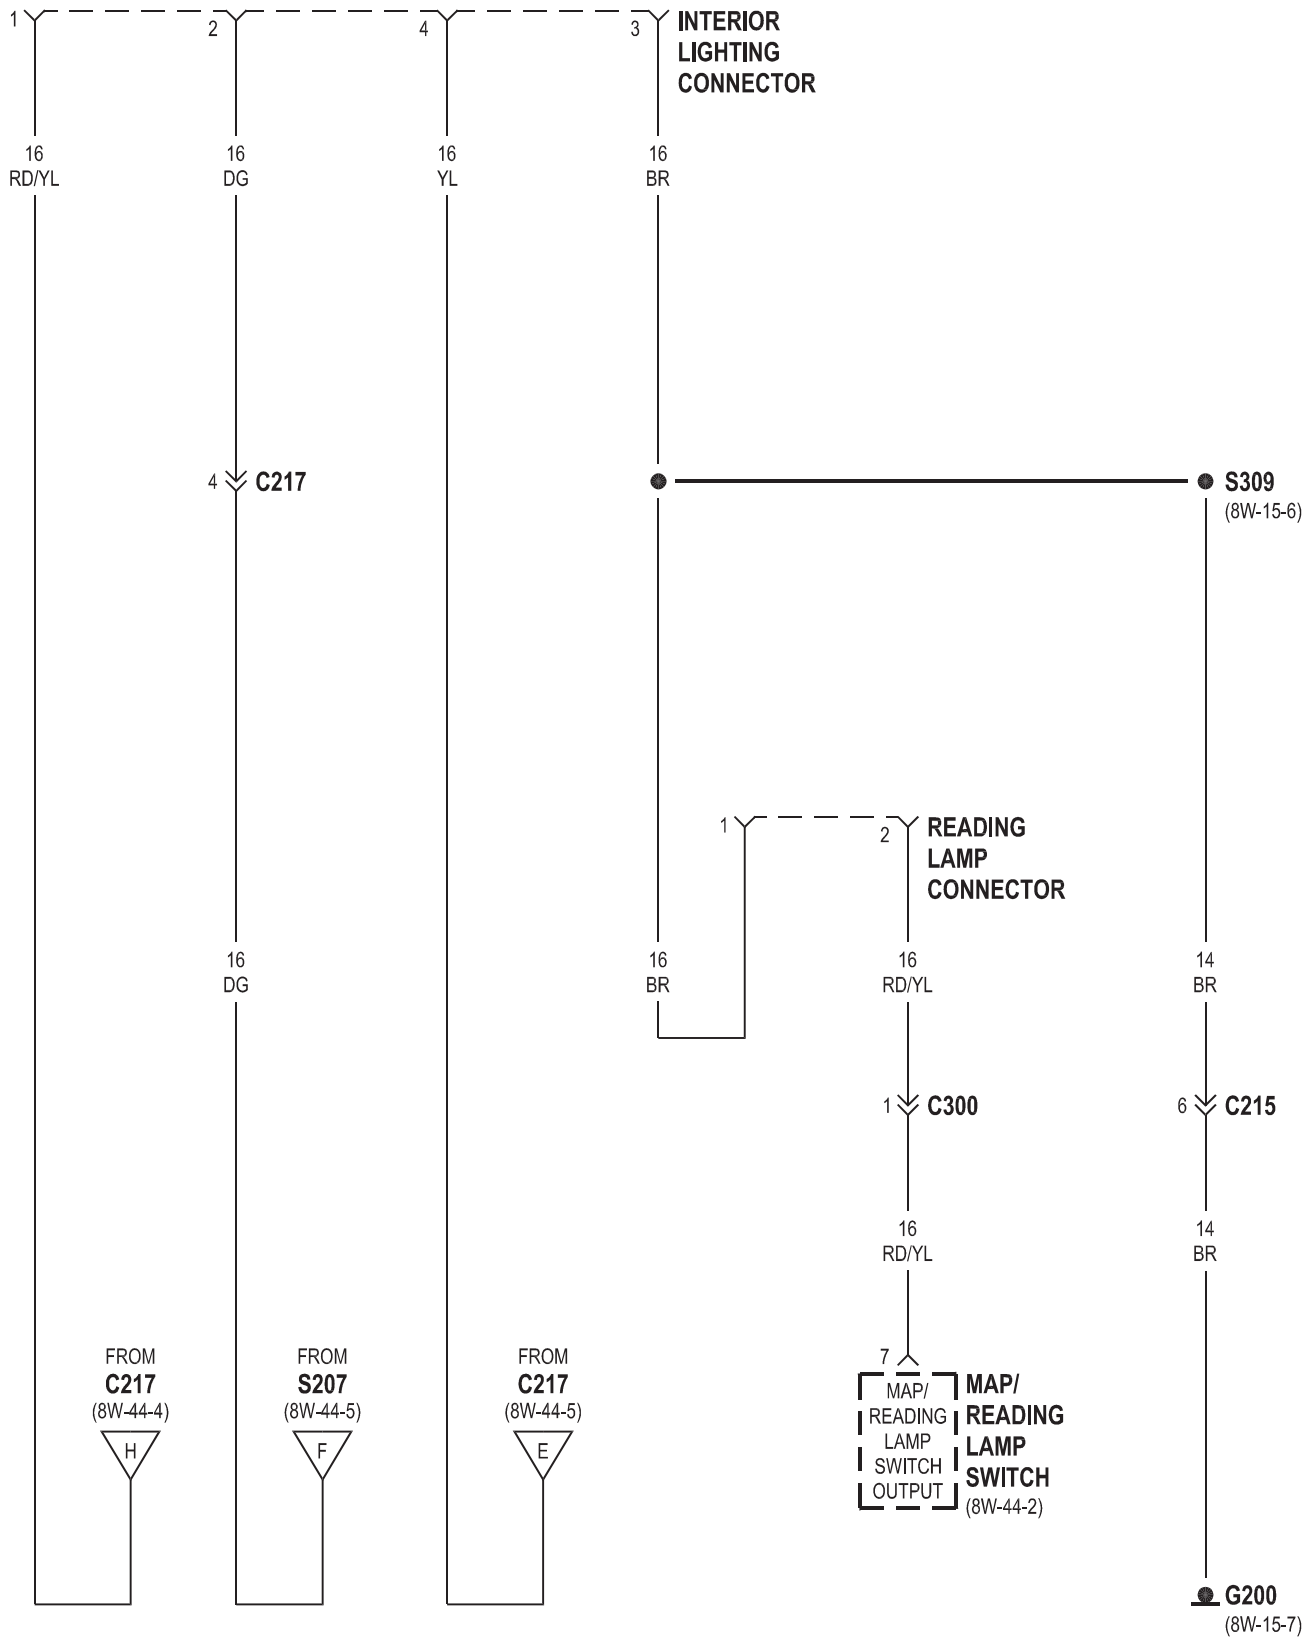 1
2
4
3
INTERIOR
LIGHTING
CONNECTOR
16
RD/YL
16
DG
16
YL
16
BR
4
C217
S309
(8W-15-6)
1
2
READING
LAMP
CONNECTOR
16
DG
16
BR
16
RD/YL
14
BR
1
C300
6
C215
16
RD/YL
14
BR
FROM
C217
(8W-44-4)
H
FROM
S207
(8W-44-5)
F
FROM
C217
(8W-44-5)
E
7
MAP/
READING
LAMP
SWITCH
OUTPUT
MAP/
READING
LAMP
SWITCH
(8W-44-2)
G200
(8W-15-7)